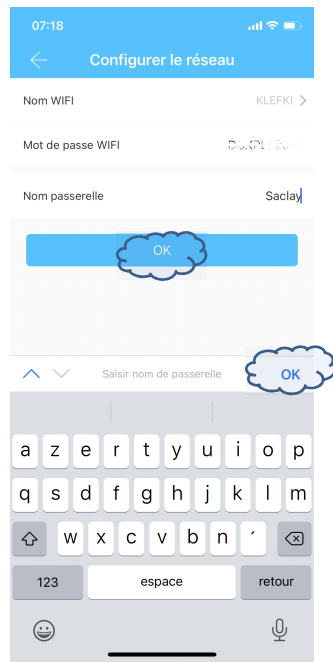 07:18
Configurer le réseau
Nom WIFI KLEFKI
Mot de passe WIFI
Nom passerelle Saclay
OK
Saisir nom de passerelle OK
a z e r t y u i o p
q s d f g h j k l m
w x c v b n ´
123 espace retour